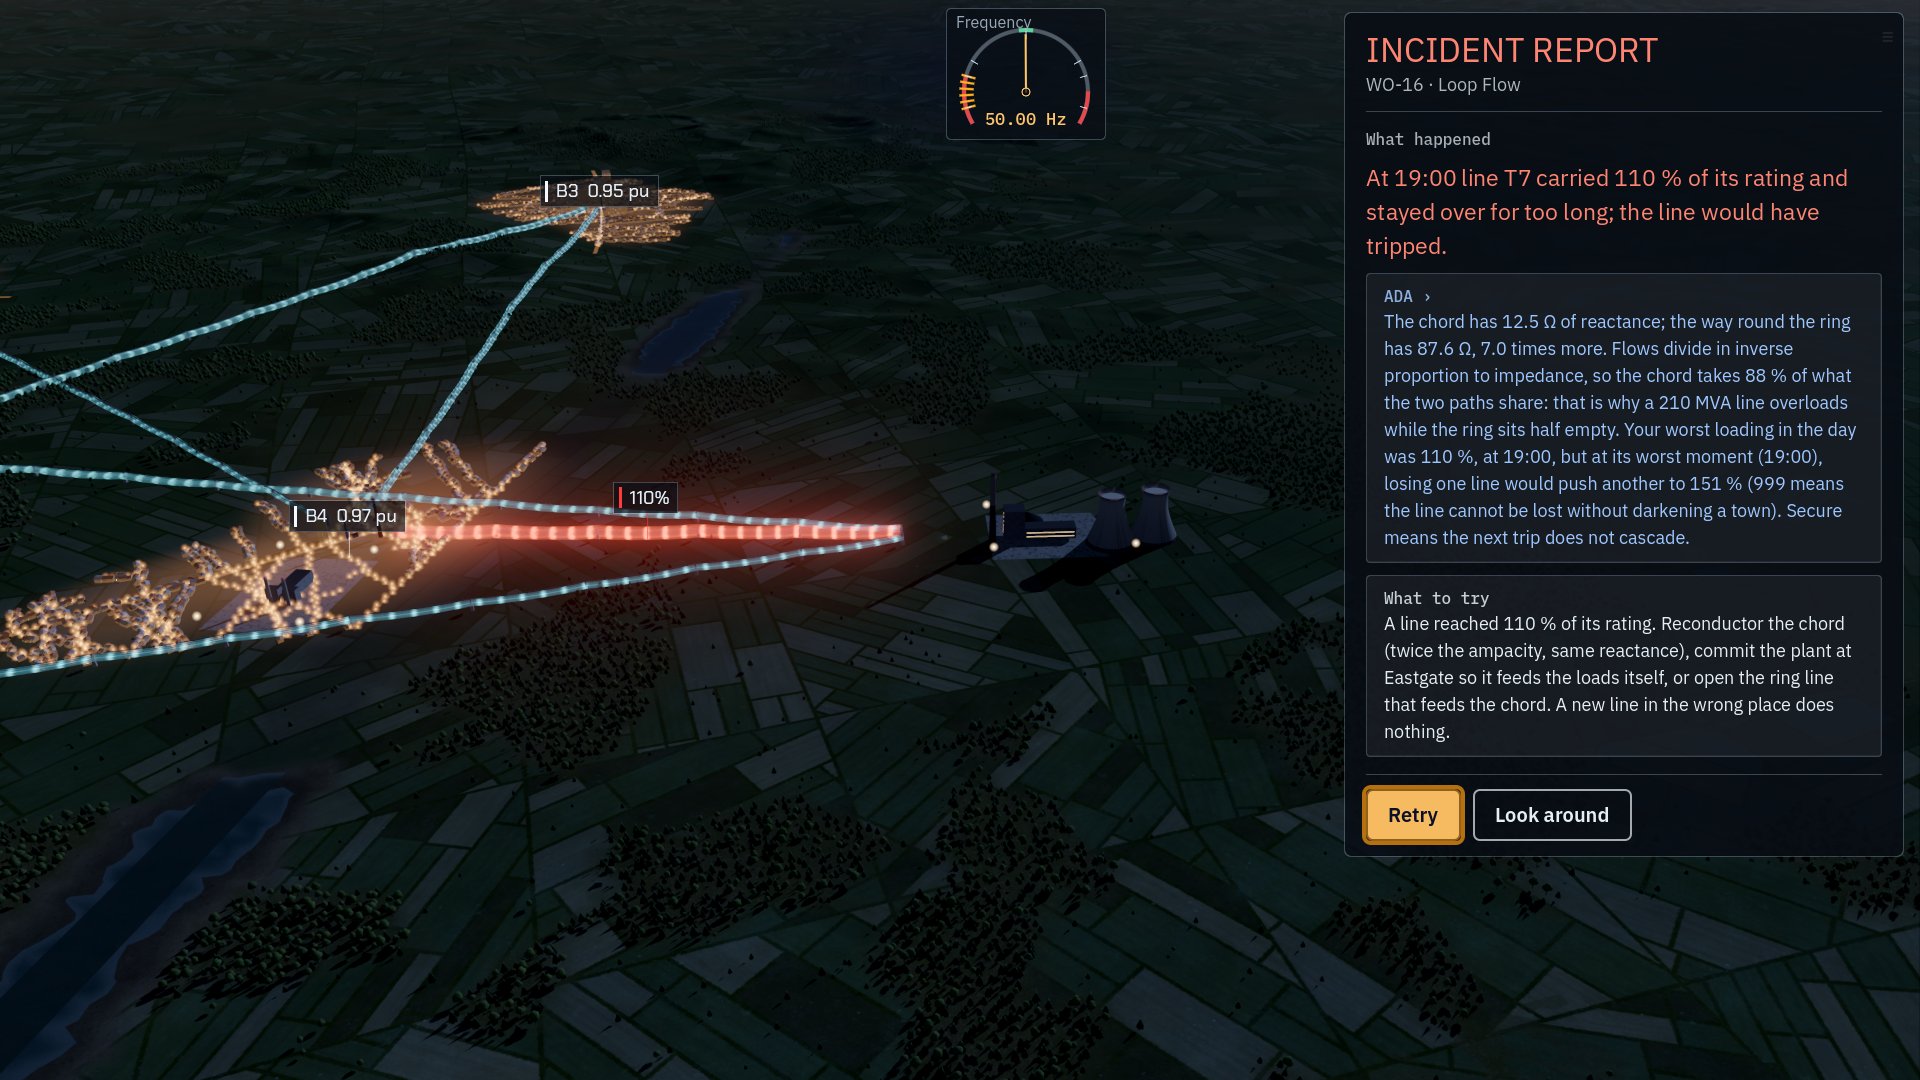 Frequency
50.00 Hz
B3 0.95 pu
110%
B4 0.97 pu
INCIDENT REPORT
WO-16 · Loop Flow
What happened
At 19:00 line T7 carried 110 % of its rating and
stayed over for too long; the line would have
tripped.
ADA ›
The chord has 12.5 Ω of reactance; the way round the ring
has 87.6 Ω, 7.0 times more. Flows divide in inverse
proportion to impedance, so the chord takes 88 % of what
the two paths share: that is why a 210 MVA line overloads
while the ring sits half empty. Your worst loading in the day
was 110 %, at 19:00, but at its worst moment (19:00),
losing one line would push another to 151 % (999 means
the line cannot be lost without darkening a town). Secure
means the next trip does not cascade.
What to try
A line reached 110 % of its rating. Reconductor the chord
(twice the ampacity, same reactance), commit the plant at
Eastgate so it feeds the loads itself, or open the ring line
that feeds the chord. A new line in the wrong place does
nothing.
Retry
Look around